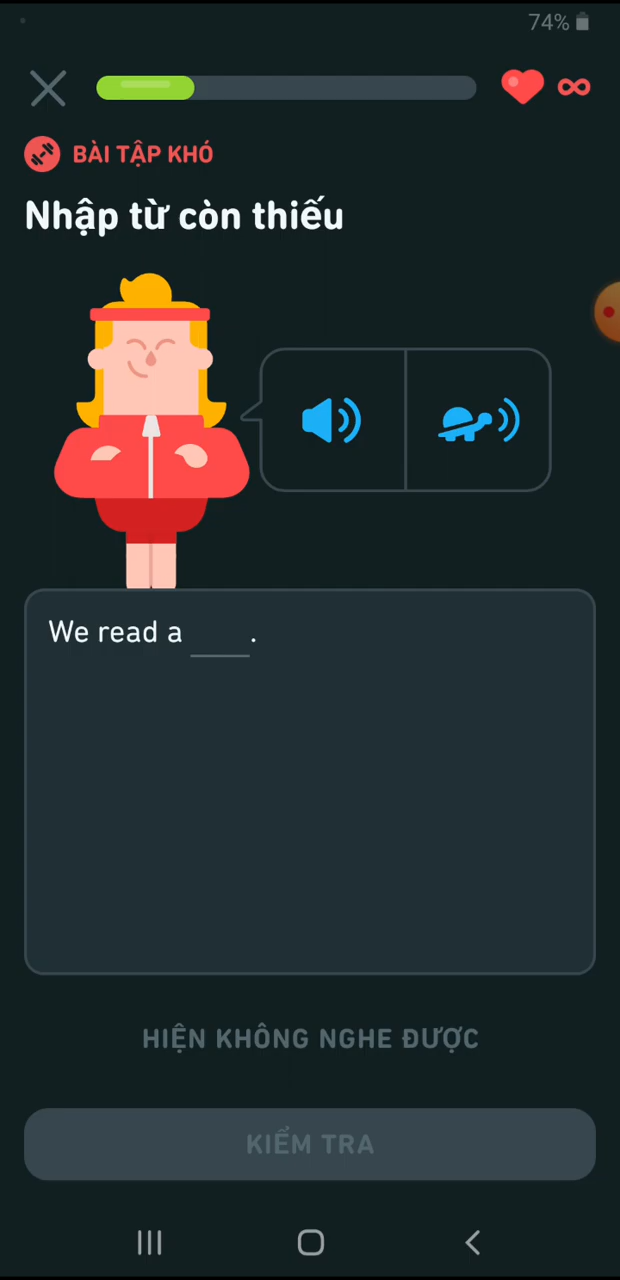 74%
BÀI TẬP KHÓ
Nhập từ còn thiếu
We read a ____.
HIỆN KHÔNG NGHE ĐƯỢC
KIỂM TRA